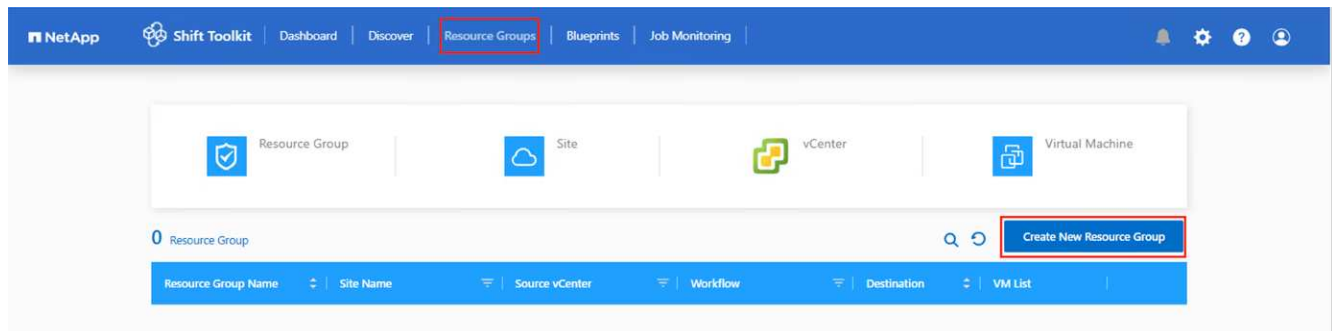 NetApp Shift Toolkit Dashboard Discover Resource Groups Blueprints Job Monitoring ?
Resource Group Site vCenter Virtual Machine
0 Resource Group Create New Resource Group
Resource Group Name Site Name Source vCenter Workflow Destination VM List